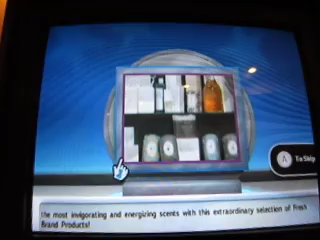 A To Skip
the most invigorating and energizing scents with this extraordinary selection of Fresh
Brand Products!